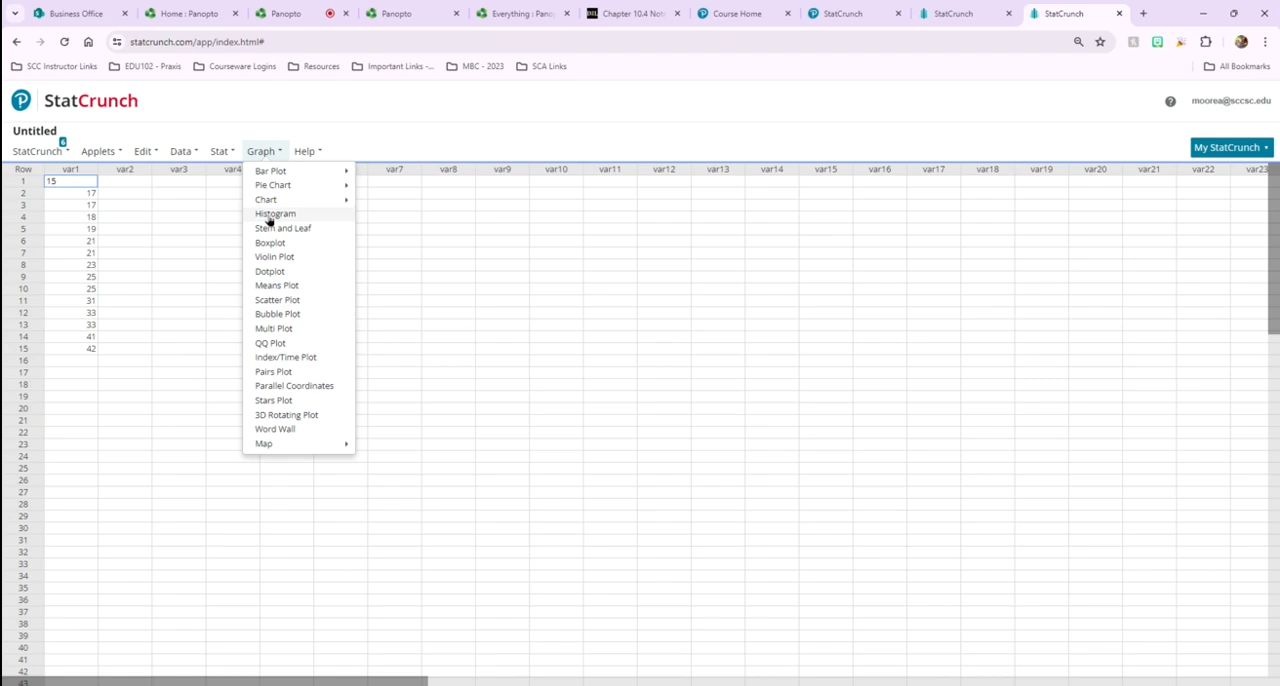 Business Office
Home : Panopto
Panopto
Panopto
Everything : Pano
Chapter 10.4 Not
Course Home
StatCrunch
StatCrunch
StatCrunch
statcrunch.com/app/index.html#
SCC Instructor Links
EDU102 - Praxis
Courseware Logins
Resources
Important Links -...
MBC - 2023
SCA Links
All Bookmarks
StatCrunch
moorea@sccsc.edu
Untitled
6
StatCrunch Applets Edit Data Stat Graph Help
My StatCrunch
Row var1 var2 var3 var4 var7 var8 var9 var10 var11 var12 var13 var14 var15 var16 var17 var18 var19 var20 var21 var22 var23
1 15
2 17
3 17
4 18
5 19
6 21
7 21
8 23
9 25
10 25
11 31
12 33
13 33
14 41
15 42
16
17
18
19
20
21
22
23
24
25
26
27
28
29
30
31
32
33
34
35
36
37
38
39
40
41
42
43
Bar Plot
Pie Chart
Chart
Histogram
Stem and Leaf
Boxplot
Violin Plot
Dotplot
Means Plot
Scatter Plot
Bubble Plot
Multi Plot
QQ Plot
Index/Time Plot
Pairs Plot
Parallel Coordinates
Stars Plot
3D Rotating Plot
Word Wall
Map